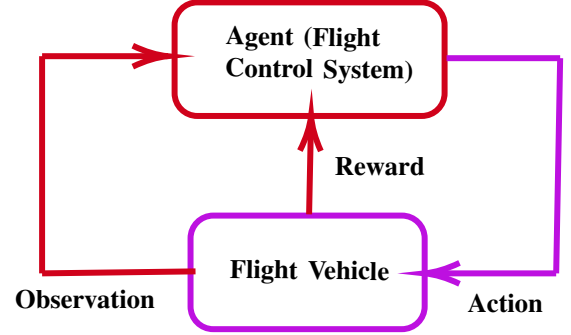 Agent (Flight
Control System)
Reward
Flight Vehicle
Observation
Action